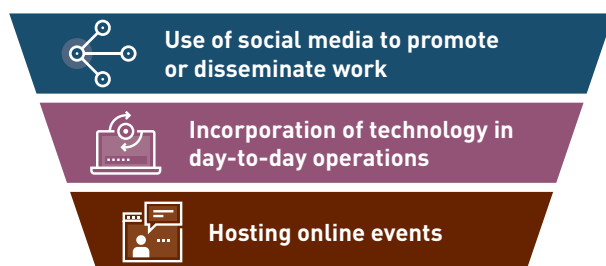 Use of social media to promote
or disseminate work
Incorporation of technology in
day-to-day operations
Hosting online events